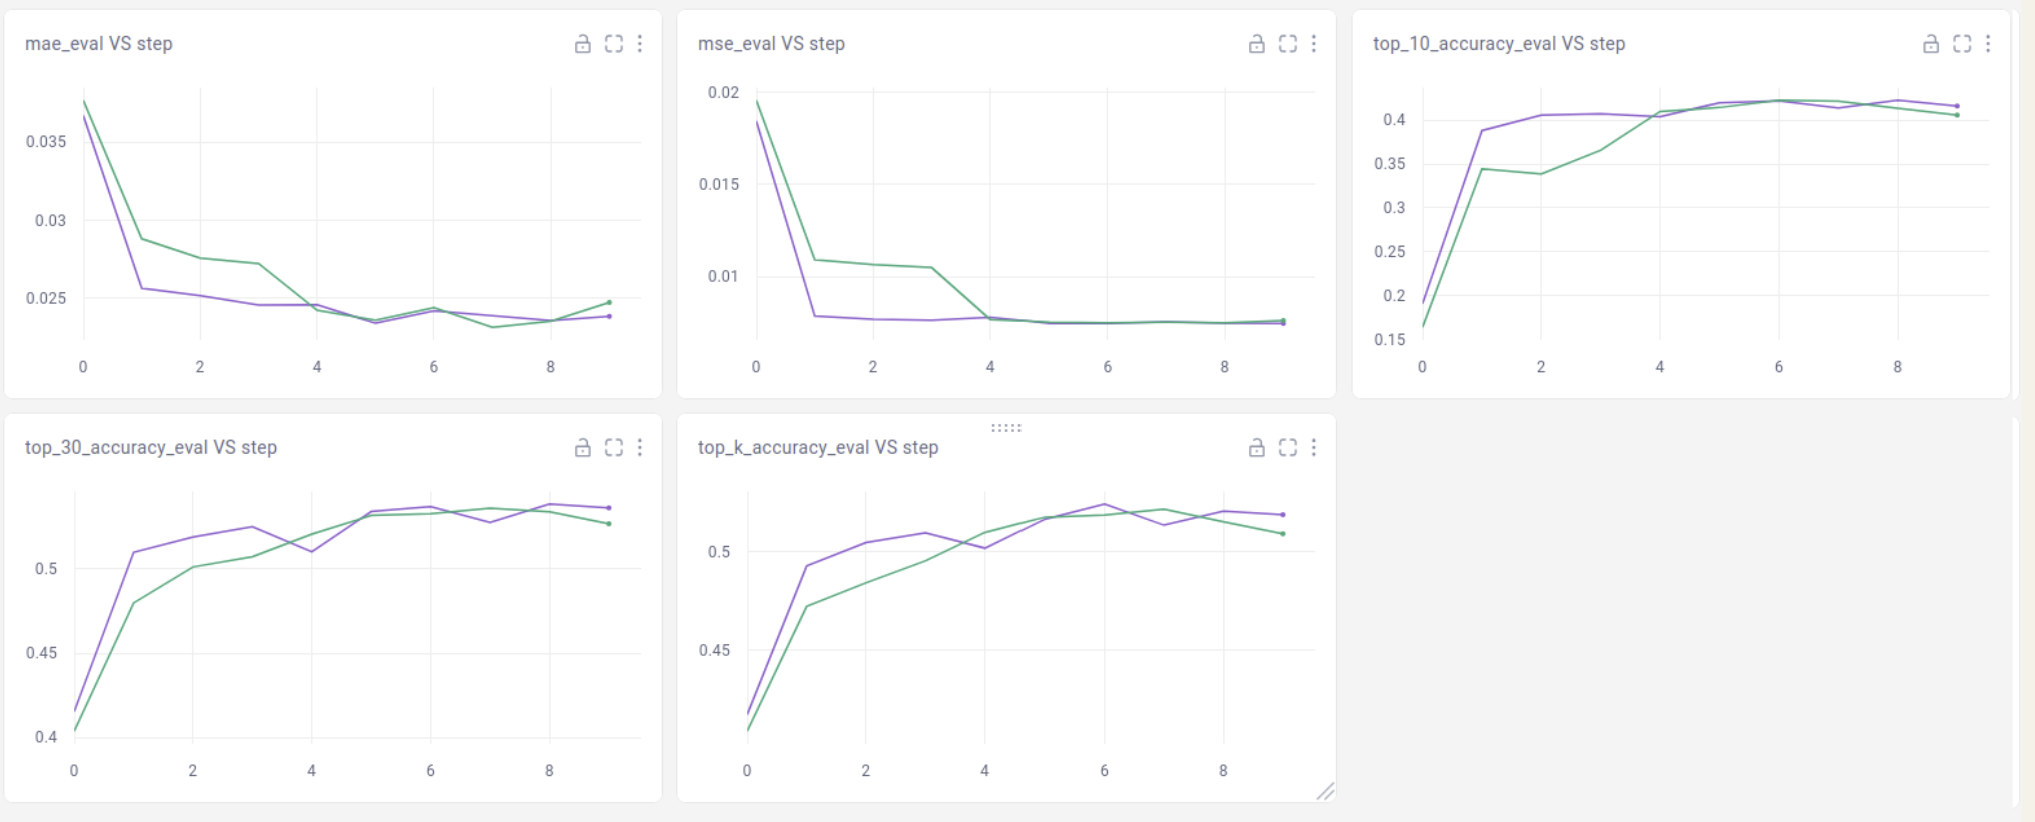 mae_eval VS step
0.035
0.03
0.025
0 2 4 6 8
mse_eval VS step
0.02
0.015
0.01
0 2 4 6 8
top_10_accuracy_eval VS step
0.4
0.35
0.3
0.25
0.2
0.15
0 2 4 6 8
top_30_accuracy_eval VS step
0.5
0.45
0.4
0 2 4 6 8
top_k_accuracy_eval VS step
0.5
0.45
0 2 4 6 8